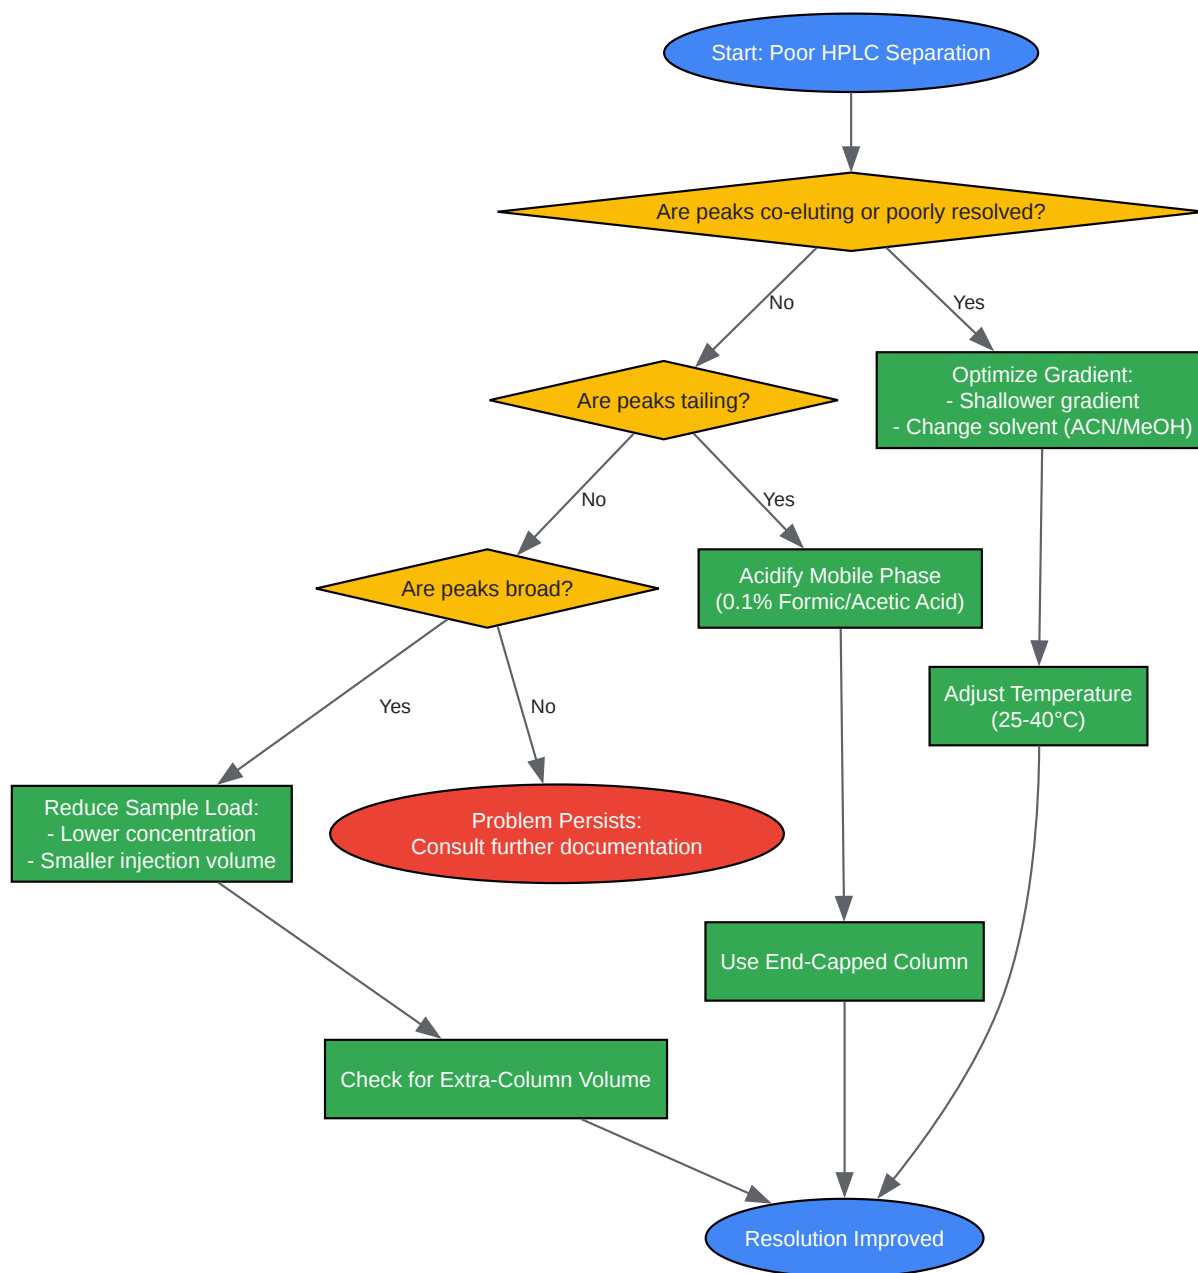 Start: Poor HPLC Separation
Are peaks co-eluting or poorly resolved?
No
Yes
Optimize Gradient:
- Shallower gradient
- Change solvent (ACN/MeOH)
Are peaks tailing?
No
Yes
Are peaks broad?
Acidify Mobile Phase
(0.1% Formic/Acetic Acid)
Yes
No
Adjust Temperature
(25-40°C)
Reduce Sample Load:
- Lower concentration
- Smaller injection volume
Problem Persists:
Consult further documentation
Use End-Capped Column
Check for Extra-Column Volume
Resolution Improved